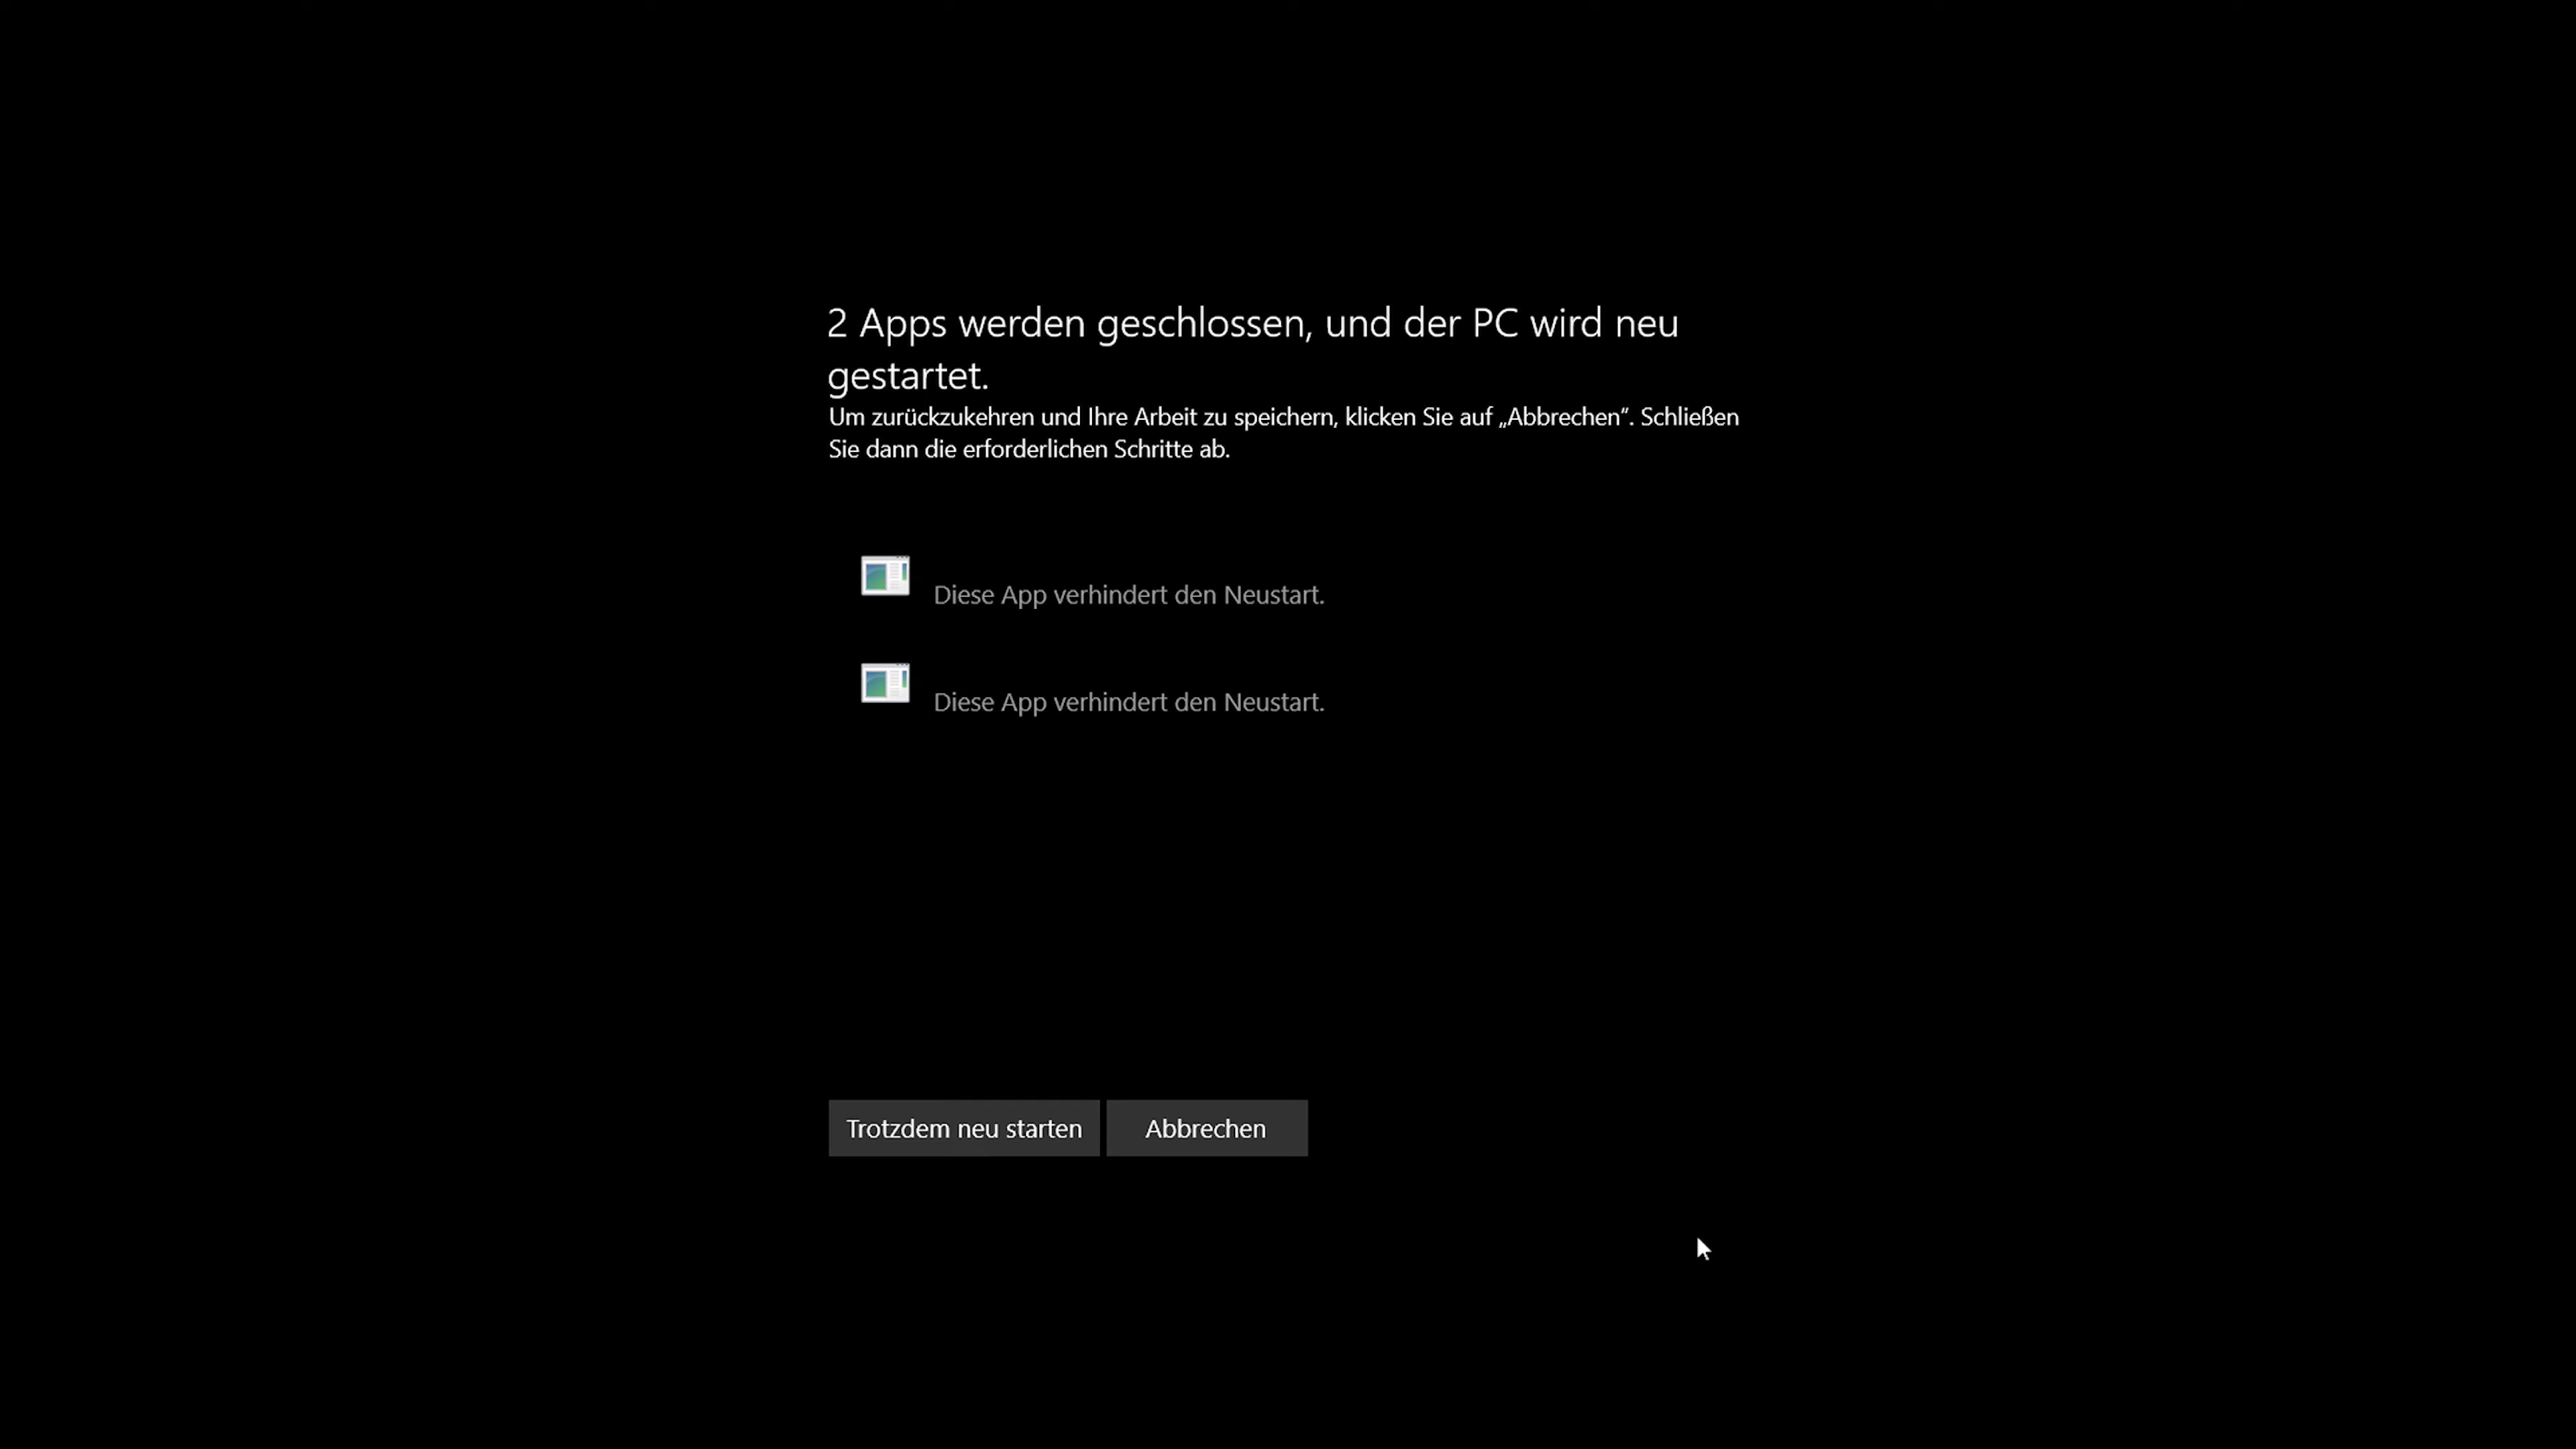 2 Apps werden geschlossen, und der PC wird neu
gestartet.
Um zurückzukehren und Ihre Arbeit zu speichern, klicken Sie auf „Abbrechen“. Schließen
Sie dann die erforderlichen Schritte ab.
Diese App verhindert den Neustart.
Diese App verhindert den Neustart.
Trotzdem neu starten
Abbrechen